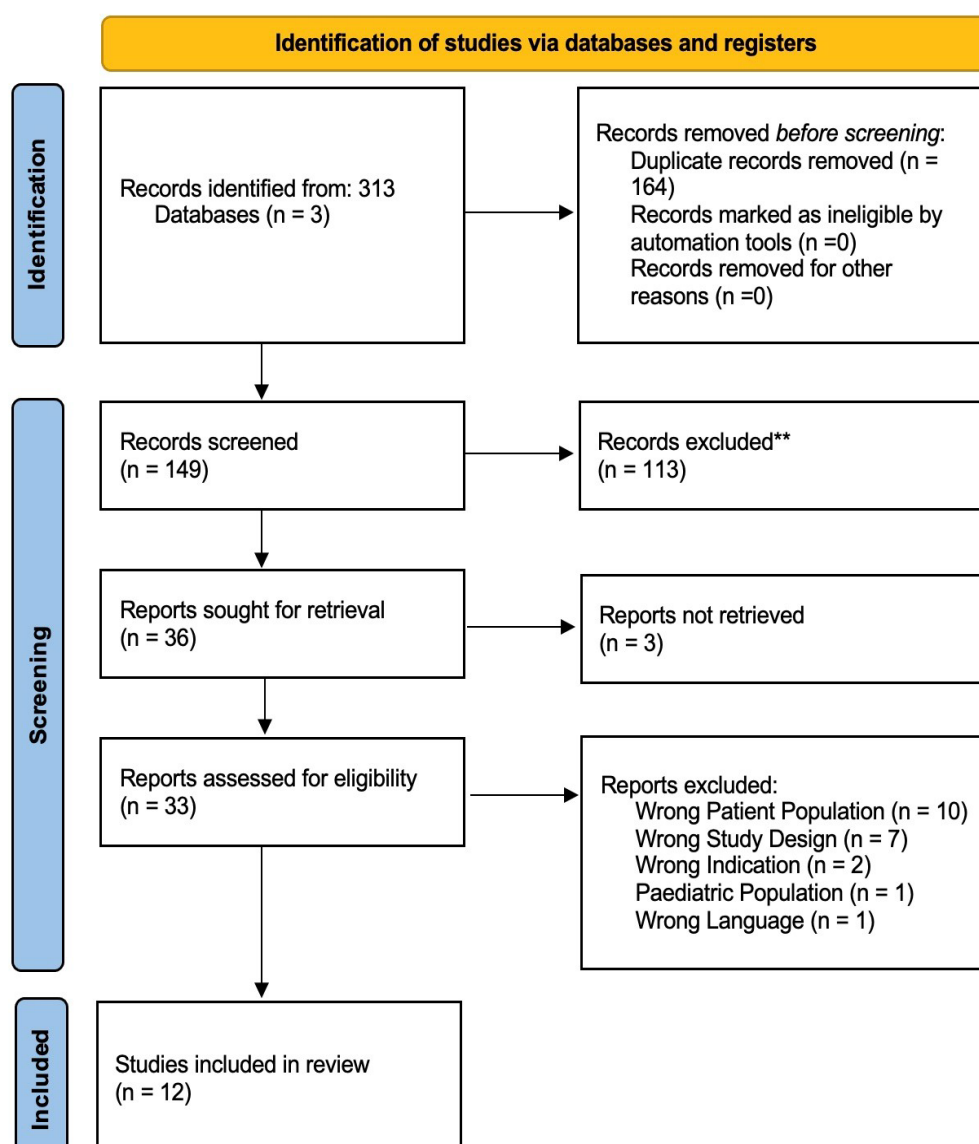 Identification of studies via databases and registers
Identification
Records identified from: 313
Databases (n = 3)
Records removed before screening:
Duplicate records removed (n =
164)
Records marked as ineligible by
automation tools (n =0)
Records removed for other
reasons (n =0)
Screening
Records screened
(n = 149)
Records excluded**
(n = 113)
Reports sought for retrieval
(n = 36)
Reports not retrieved
(n = 3)
Reports assessed for eligibility
(n = 33)
Reports excluded:
Wrong Patient Population (n = 10)
Wrong Study Design (n = 7)
Wrong Indication (n = 2)
Paediatric Population (n = 1)
Wrong Language (n = 1)
Included
Studies included in review
(n = 12)